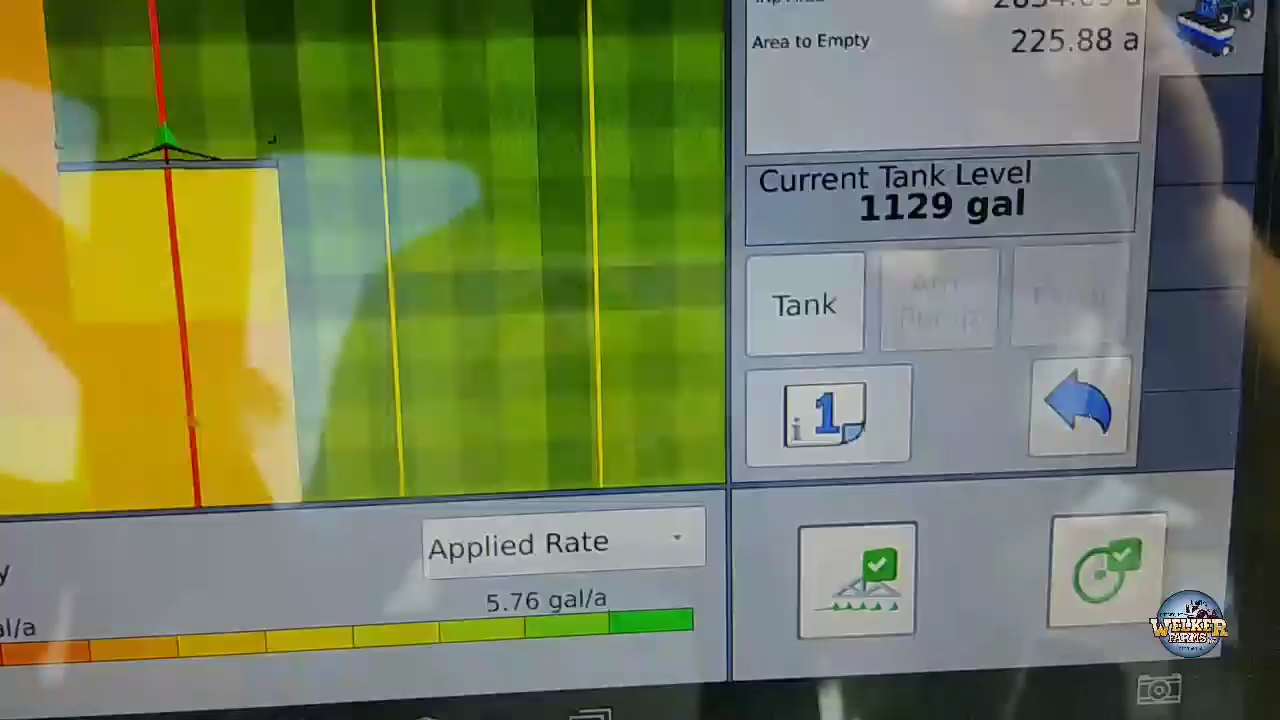 Area to Empty
225.88 a
Current Tank Level
1129 gal
Tank
i 1
Applied Rate
5.76 gal/a
al/a
WELKER
FARMS